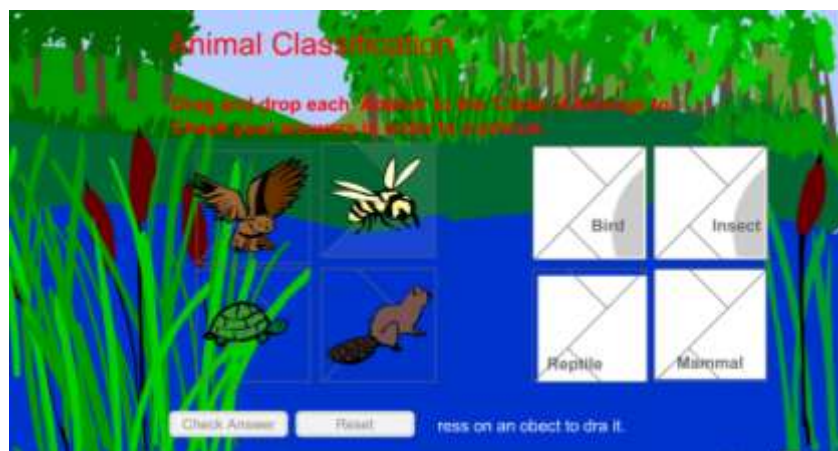 Animal Classification
Drag and drop each Animal to the Class it belongs to.
Check your answers in order to continue.
Bird
Insect
Reptile
Mammal
Check Answer
Reset
ress on an obect to dra it.